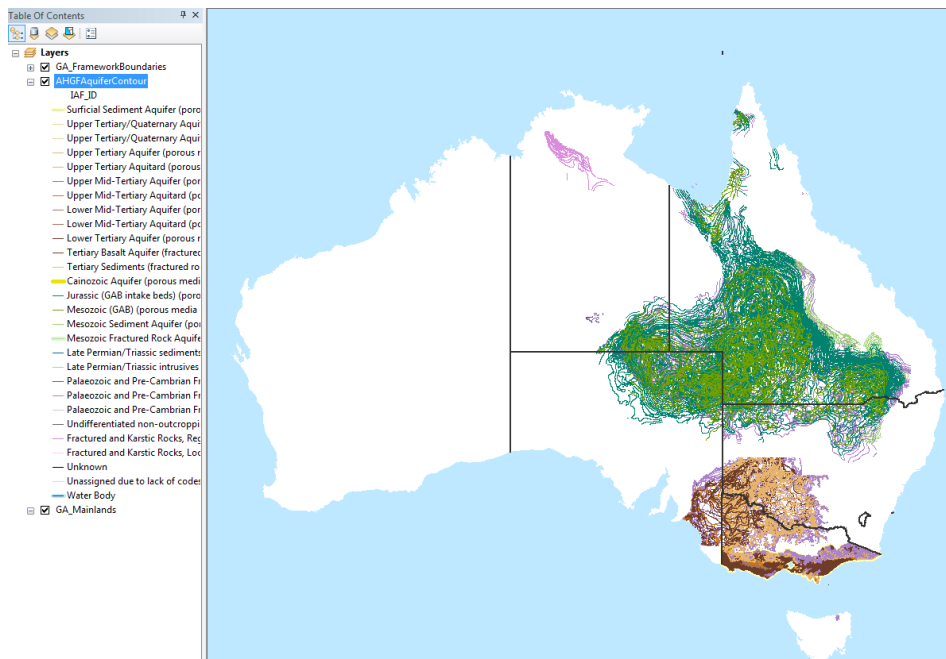 Table Of Contents
Layers
GA_FrameworkBoundaries
AHGFAquiferContour
IAF_ID
Surficial Sediment Aquifer (poro
Upper Tertiary/Quaternary Aqui
Upper Tertiary/Quaternary Aqui
Upper Tertiary Aquifer (porous r
Upper Tertiary Aquitard (porous
Upper Mid-Tertiary Aquifer (por
Upper Mid-Tertiary Aquitard (po
Lower Mid-Tertiary Aquifer (por
Lower Mid-Tertiary Aquitard (po
Lower Tertiary Aquifer (porous r
Tertiary Basalt Aquifer (fractured
Tertiary Sediments (fractured ro
Cainozoic Aquifer (porous medi
Jurassic (GAB intake beds) (poro
Mesozoic (GAB) (porous media
Mesozoic Sediment Aquifer (por
Mesozoic Fractured Rock Aquife
Late Permian/Triassic sediments
Late Permian/Triassic intrusives
Palaeozoic and Pre-Cambrian Fr
Palaeozoic and Pre-Cambrian Fr
Palaeozoic and Pre-Cambrian Fr
Undifferentiated non-outcroppi
Fractured and Karstic Rocks, Reg
Fractured and Karstic Rocks, Loc
Unknown
Unassigned due to lack of codes
Water Body
GA_Mainlands